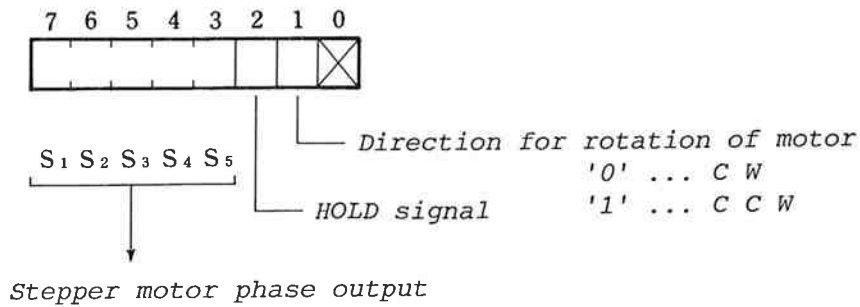 7 6 5 4 3 2 1 0
Direction for rotation of motor
S₁ S₂ S₃ S₄ S₅
'0' ... C W
HOLD signal
'1' ... C C W
Stepper motor phase output